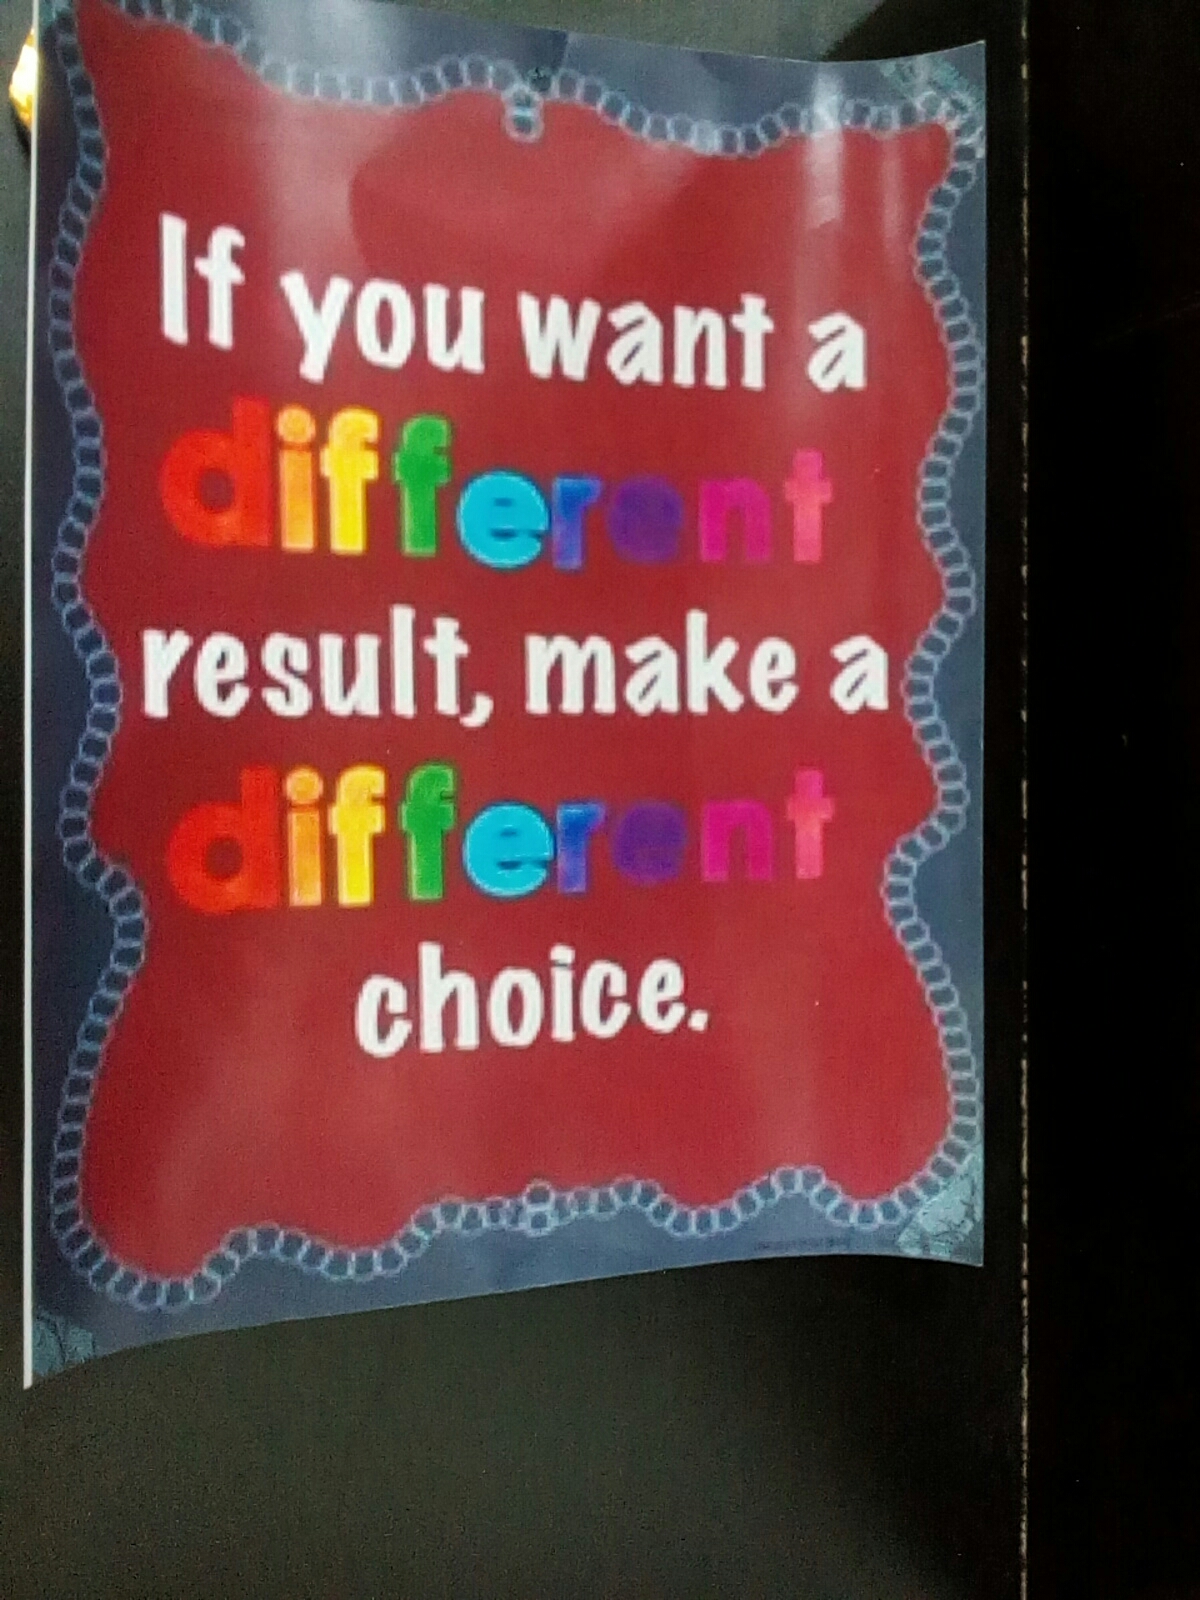 If you want a
different
result, make a
different
choice.